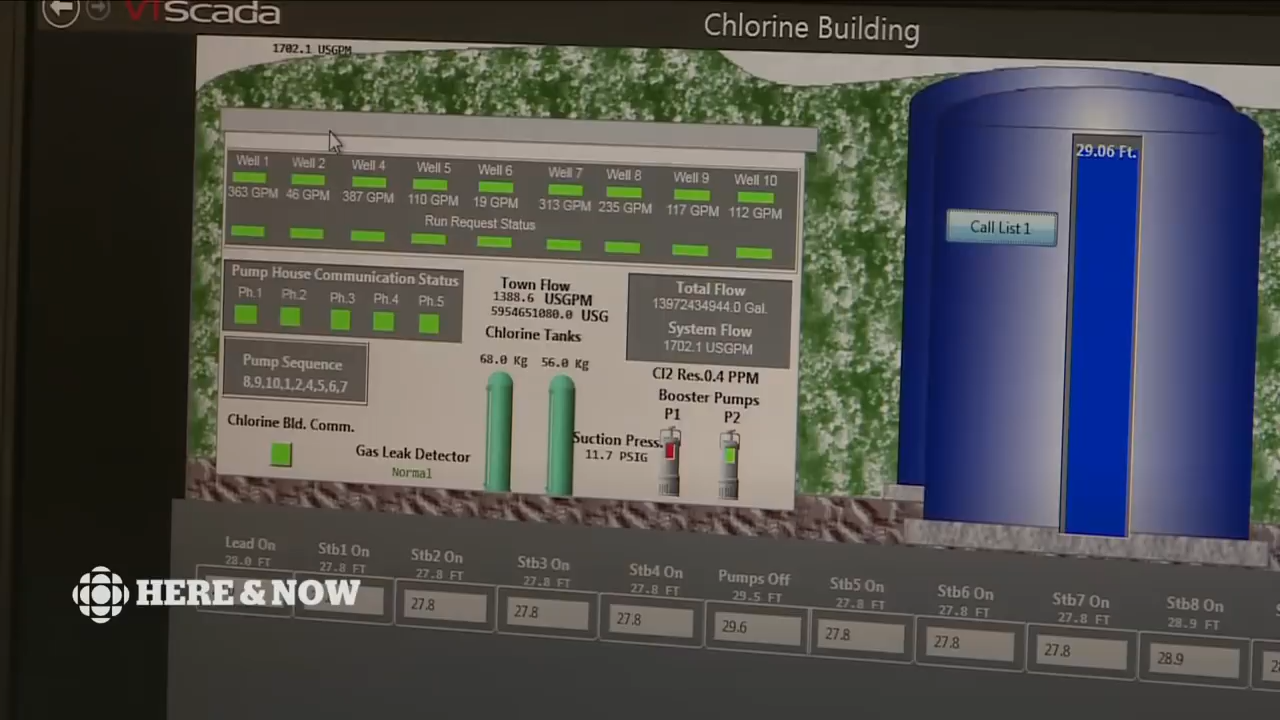 VTScada
Chlorine Building
1702.1 USGPM
Well 1 Well 2 Well 4 Well 5 Well 6 Well 7 Well 8 Well 9 Well 10
363 GPM 46 GPM 387 GPM 110 GPM 19 GPM 313 GPM 235 GPM 117 GPM 112 GPM
Run Request Status
29.06 Ft.
Call List 1
Pump House Communication Status
Ph.1 Ph.2 Ph.3 Ph.4 Ph.5
Town Flow
1388.6 USGPM
5954651080.0 USG
Total Flow
13972434944.0 Gal.
System Flow
1702.1 USGPM
Pump Sequence
8,9,10,1,2,4,5,6,7
Chlorine Tanks
68.0 Kg 56.0 Kg
Cl2 Res.0.4 PPM
Booster Pumps
P1 P2
Chlorine Bld. Comm.
Gas Leak Detector
Normal
Suction Press.
11.7 PSIG
Lead On Stb1 On Stb2 On Stb3 On Stb4 On Pumps Off Stb5 On Stb6 On Stb7 On Stb8 On
28.0 FT 27.8 FT 27.8 FT 27.8 FT 27.8 FT 29.5 FT 27.8 FT 27.8 FT 27.8 FT 28.9 FT
27.8 27.8 27.8 29.6 27.8 27.8 27.8 28.9
HERE & NOW